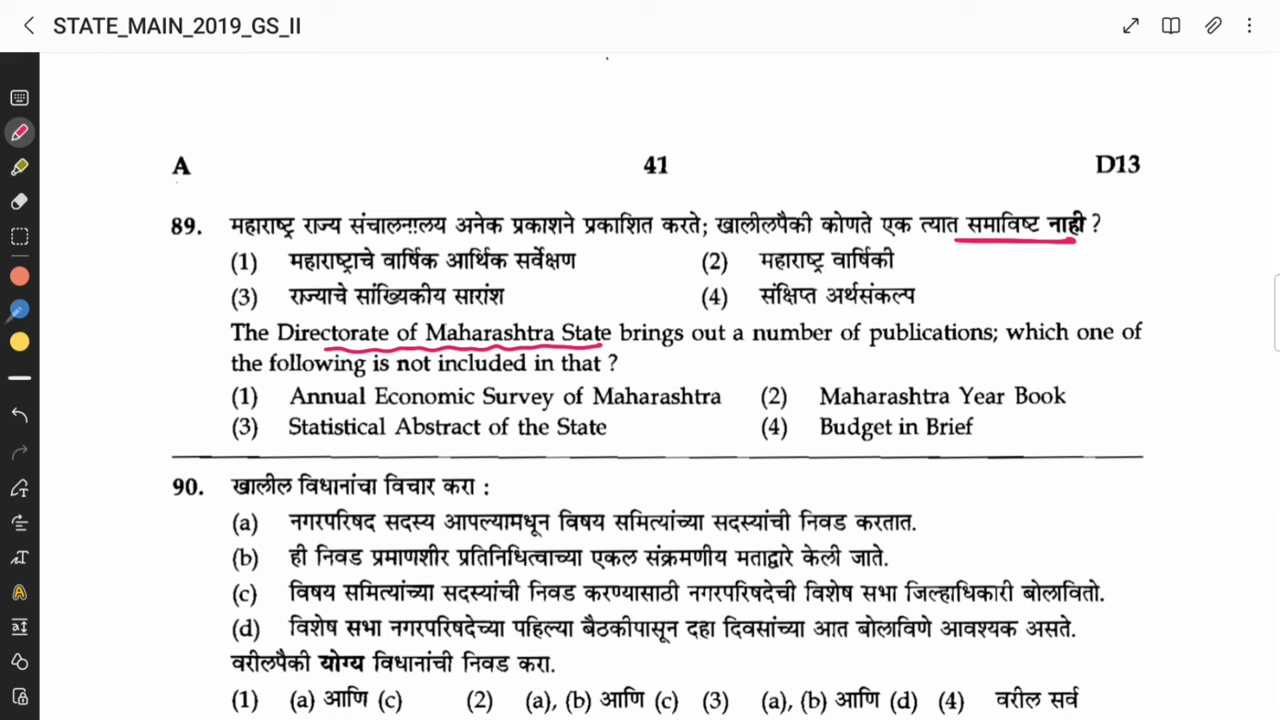 STATE_MAIN_2019_GS_II
A 41 D13
89. महाराष्ट्र राज्य संचालनालय अनेक प्रकाशने प्रकाशित करते; खालीलपैकी कोणते एक त्यात समाविष्ट नाही ?
(1) महाराष्ट्राचे वार्षिक आर्थिक सर्वेक्षण (2) महाराष्ट्र वार्षिकी
(3) राज्याचे सांख्यिकीय सारांश (4) संक्षिप्त अर्थसंकल्प
The Directorate of Maharashtra State brings out a number of publications; which one of
the following is not included in that ?
(1) Annual Economic Survey of Maharashtra (2) Maharashtra Year Book
(3) Statistical Abstract of the State (4) Budget in Brief
90. खालील विधानांचा विचार करा :
(a) नगरपरिषद सदस्य आपल्यामधून विषय समित्यांच्या सदस्यांची निवड करतात.
(b) ही निवड प्रमाणशीर प्रतिनिधित्वाच्या एकल संक्रमणीय मताद्वारे केली जाते.
(c) विषय समित्यांच्या सदस्यांची निवड करण्यासाठी नगरपरिषदेची विशेष सभा जिल्हाधिकारी बोलावितो.
(d) विशेष सभा नगरपरिषदेच्या पहिल्या बैठकीपासून दहा दिवसांच्या आत बोलाविणे आवश्यक असते.
वरीलपैकी योग्य विधानांची निवड करा.
(1) (a) आणि (c) (2) (a), (b) आणि (c) (3) (a), (b) आणि (d) (4) वरील सर्व